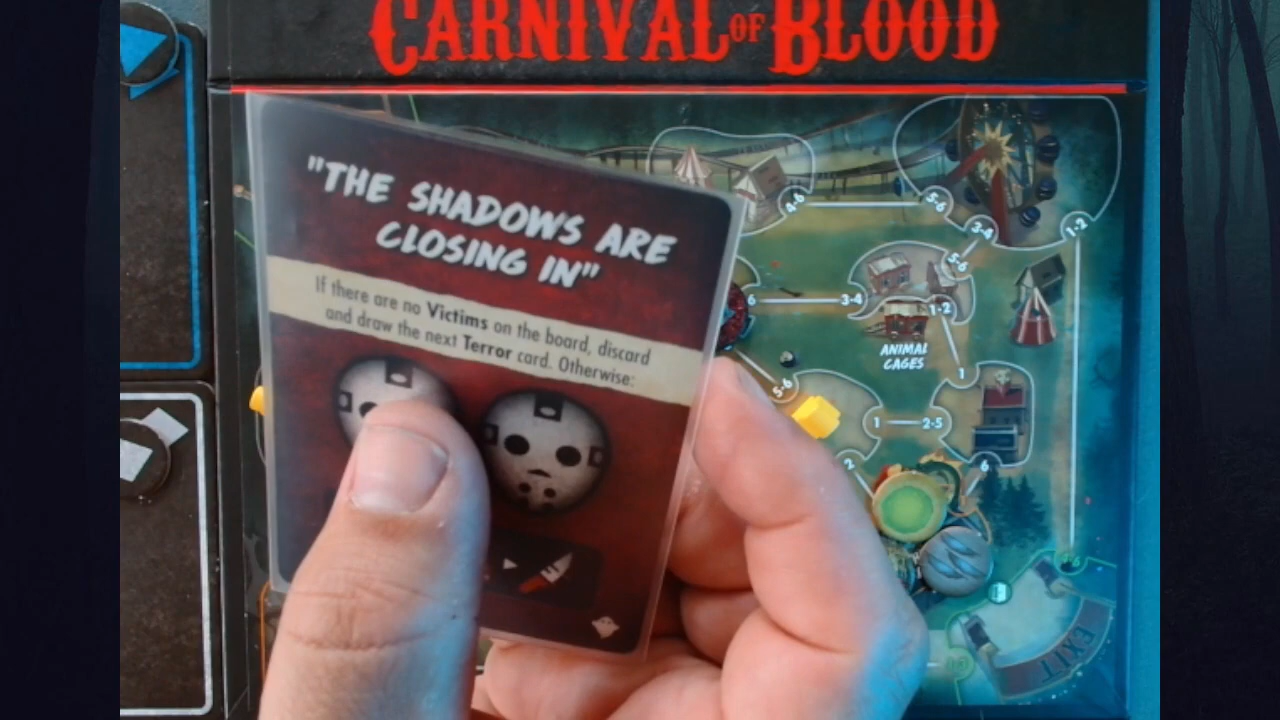 CARNIVAL OF BLOOD
"THE SHADOWS ARE
CLOSING IN"
If there are no Victims on the board, discard
and draw the next Terror card. Otherwise:
4-6
5-6
3-4
1-2
5-6
6
3-4
1-2
ANIMAL
CAGES
1
5-6
1
2-5
2
6
EXIT